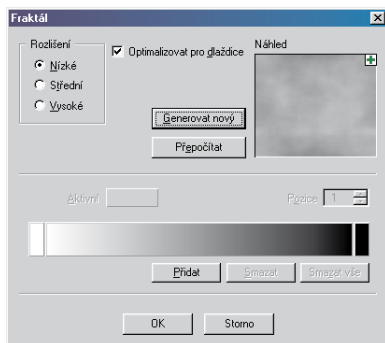 Fraktál
Rozlišení
Nízké
Střední
Vysoké
Optimalizovat pro dlaždice
Náhled
Generovat nový
Přepočítat
Aktivní
Pozice 1
Přidat
Smazat
Smazat vše
OK
Storno